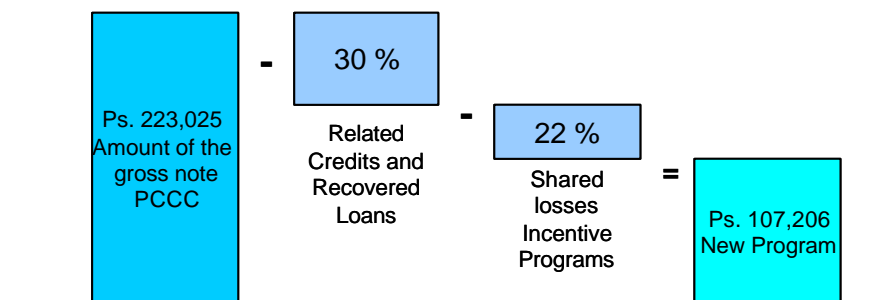 Ps. 223,025
Amount of the
gross note
PCCC
-
30 %
Related
Credits and
Recovered
Loans
-
22 %
Shared
losses
Incentive
Programs
=
Ps. 107,206
New Program